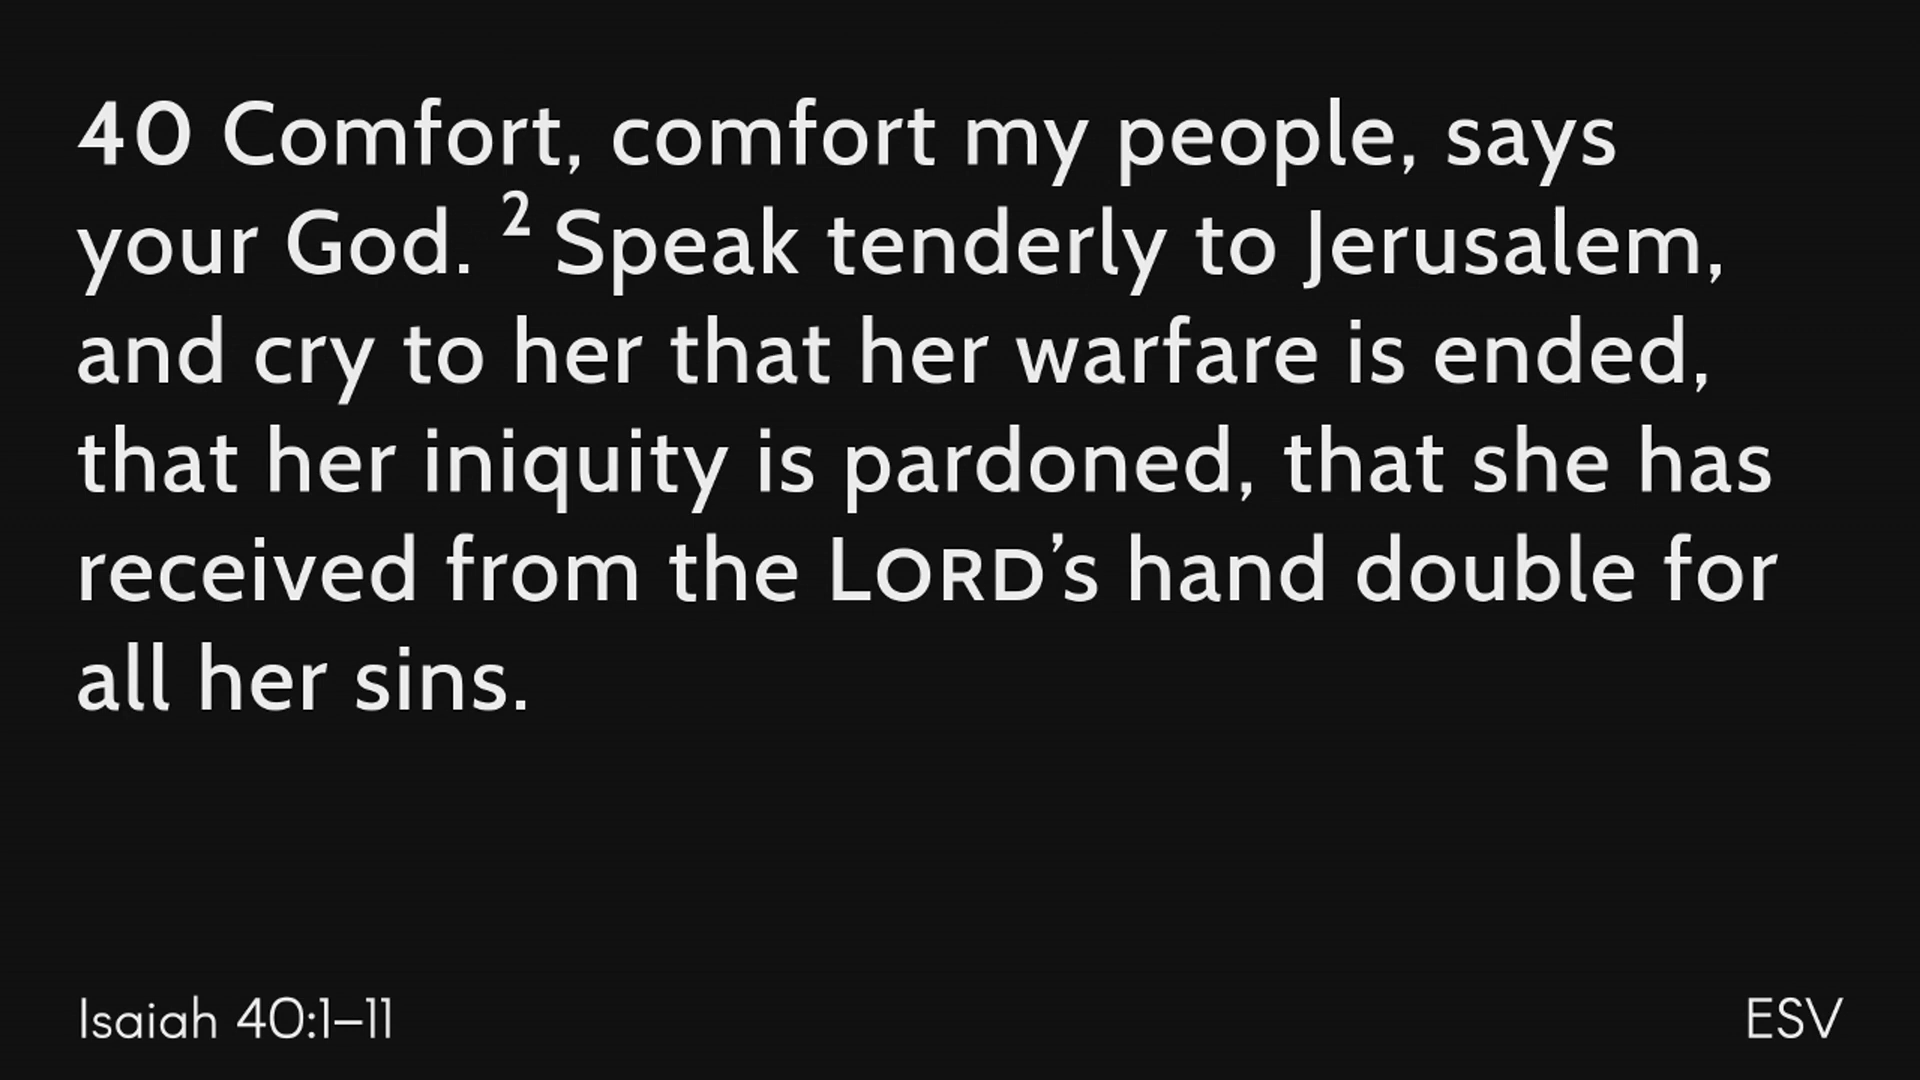 40 Comfort, comfort my people, says
your God. ² Speak tenderly to Jerusalem,
and cry to her that her warfare is ended,
that her iniquity is pardoned, that she has
received from the LORD’s hand double for
all her sins.
Isaiah 40:1–11
ESV